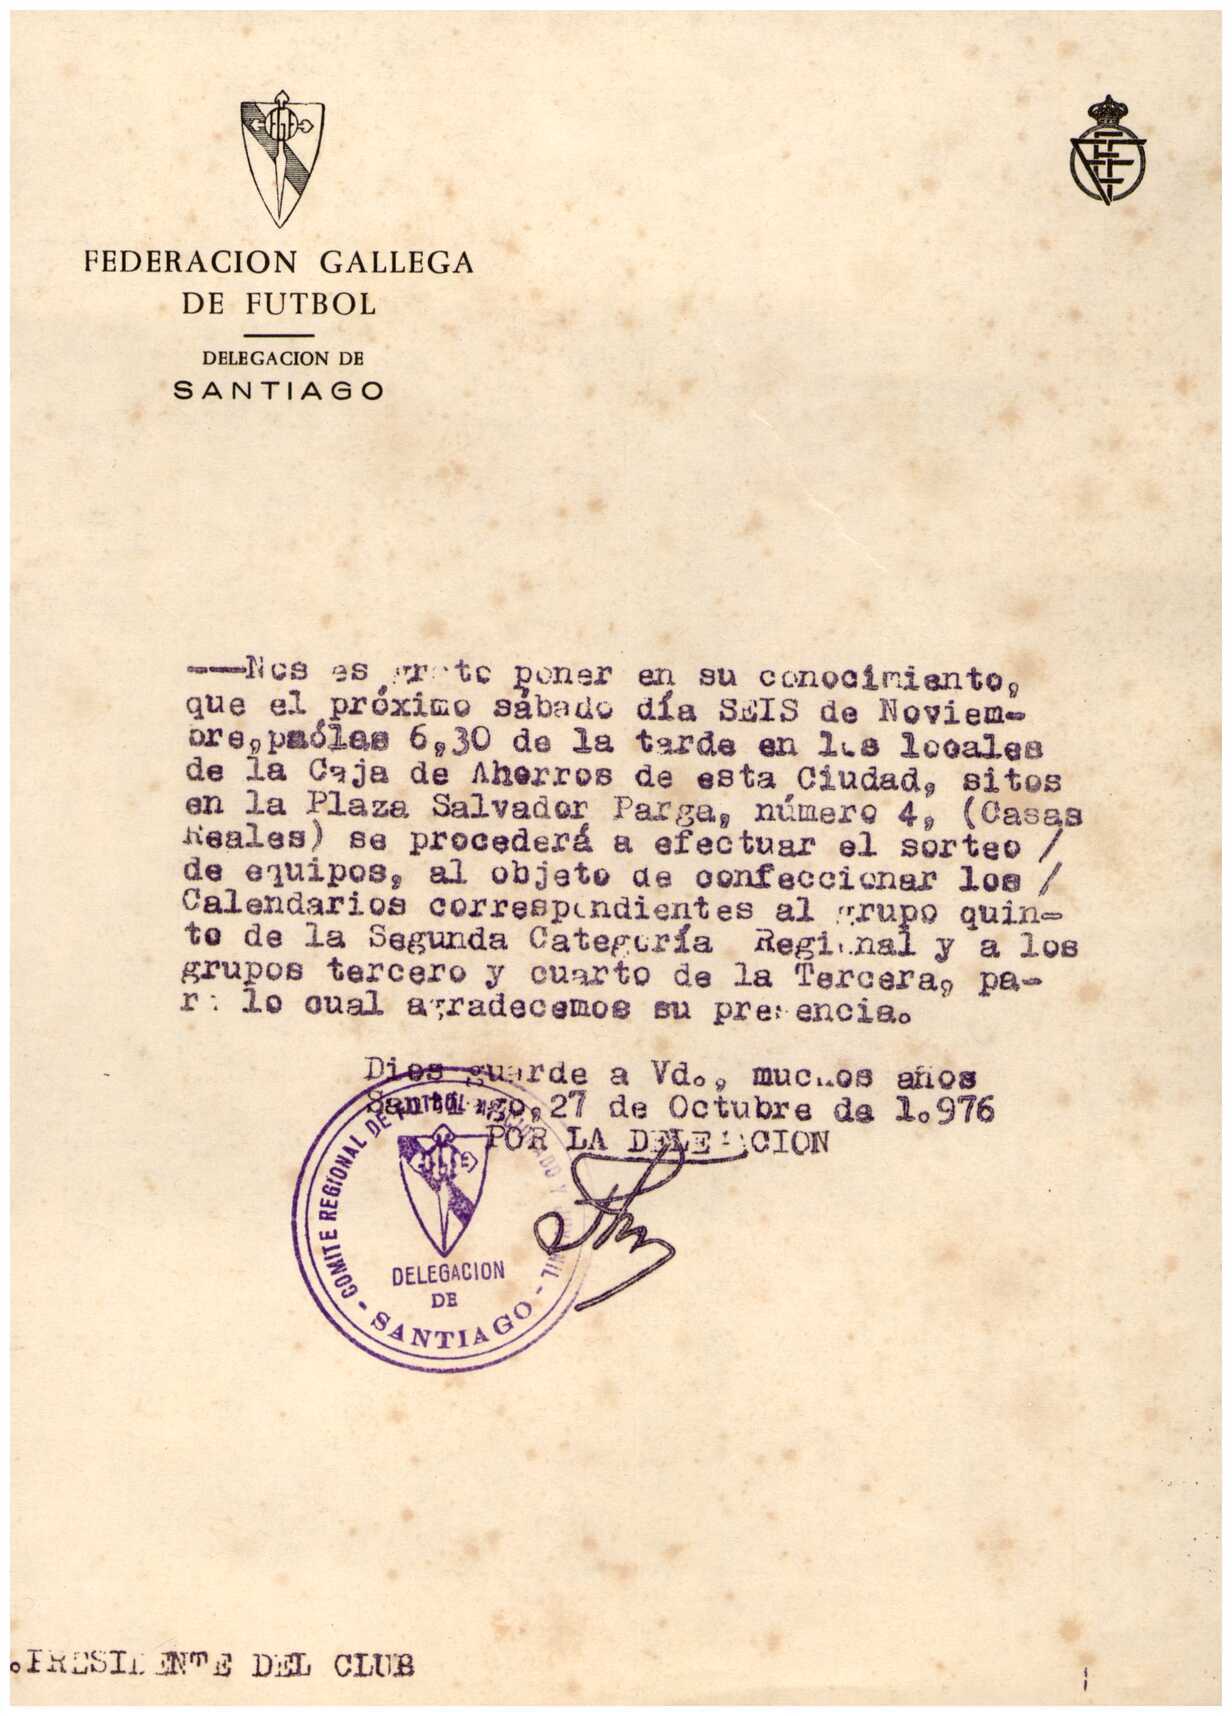 FEDERACION GALLEGA
DE FUTBOL
DELEGACION DE
SANTIAGO
——Nos es grato poner en su conocimiento,
que el próximo sábado día SEIS de Noviem-
bre, a las 6,30 de la tarde en los locales
de la Caja de Ahorros de esta Ciudad, sitos
en la Plaza Salvador Parga, número 4, (Casas
Reales) se procederá a efectuar el sorteo /
de equipos, al objeto de confeccionar los /
Calendarios correspondientes al grupo quin-
to de la Segunda Categoría Regional y a los
grupos tercero y cuarto de la Tercera, pa-
ra lo cual agradecemos su presencia.
Dios guarde a Vd., muchos años
Santiago, 27 de Octubre de 1.976
POR LA DELEGACION
COMITE REGIONAL DE FUTBOL
DELEGACION
DE
- SANTIAGO -
.PRESIDENTE DEL CLUB